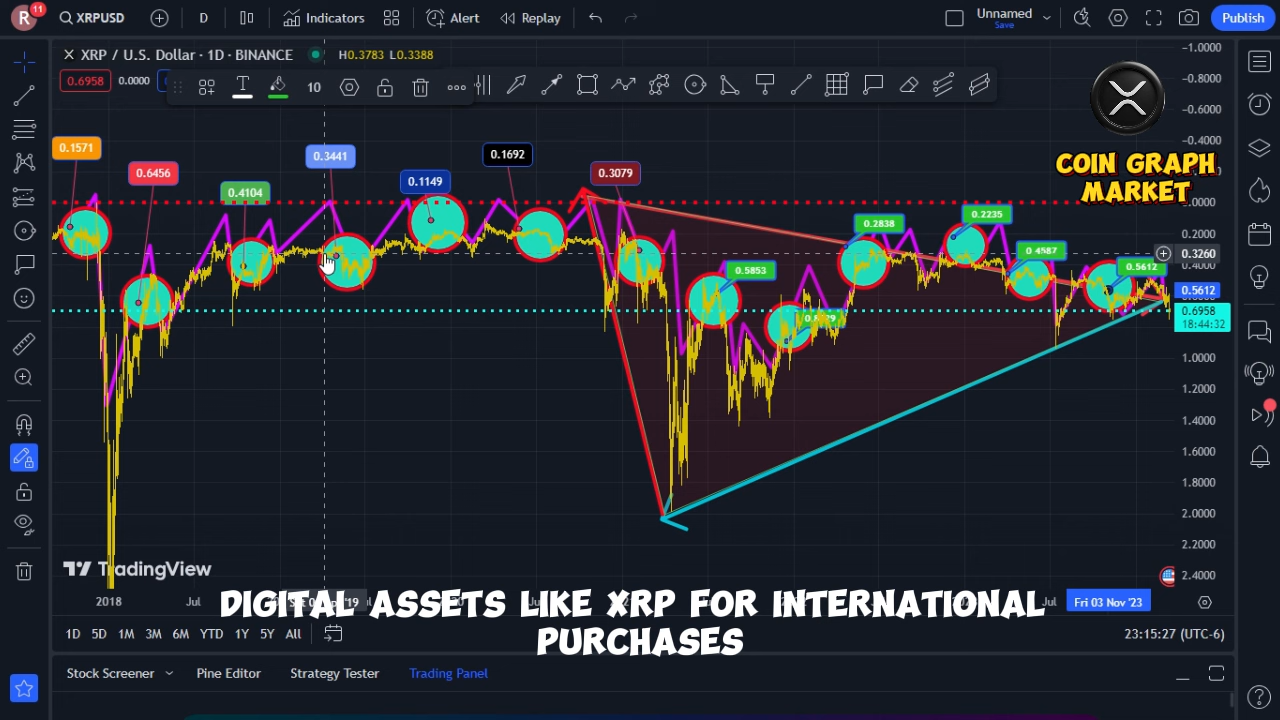 R 11 XRPUSD D Indicators Alert Replay Unnamed Save Publish
XRP / U.S. Dollar · 1D · BINANCE H0.3783 L0.3388
0.6958 0.0000
T 10
COIN GRAPH
MARKET
0.1571
0.6456
0.4104
0.3441
0.1149
0.1692
0.3079
0.5853
0.2838
0.2235
0.4587
0.5612
−1.0000
−0.8000
−0.6000
−0.4000
0.2000
0.3260
0.4000
0.5612
0.6958
18:44:32
1.0000
1.2000
1.4000
1.6000
1.8000
2.0000
2.2000
2.4000
TradingView
2018 Jul Jul Fri 03 Nov '23
DIGITAL ASSETS LIKE XRP FOR INTERNATIONAL
PURCHASES
1D 5D 1M 3M 6M YTD 1Y 5Y All 23:15:27 (UTC-6)
Stock Screener Pine Editor Strategy Tester Trading Panel